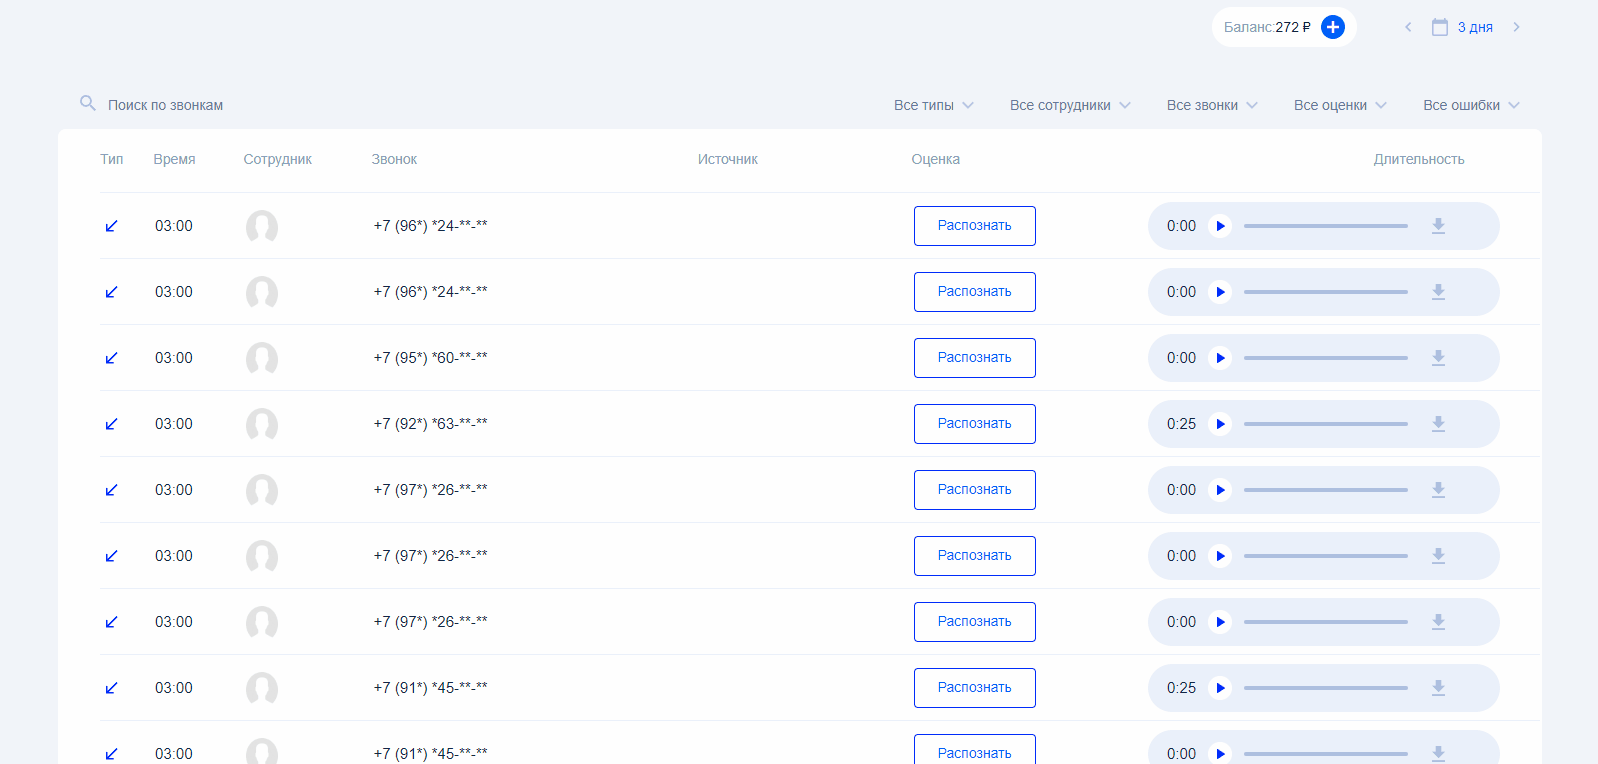 Баланс:272 ₽
3 дня
Поиск по звонкам
Все типы
Все сотрудники
Все звонки
Все оценки
Все ошибки
Тип Время Сотрудник Звонок Источник Оценка Длительность
03:00 +7 (96*) *24-**-** Распознать 0:00
03:00 +7 (96*) *24-**-** Распознать 0:00
03:00 +7 (95*) *60-**-** Распознать 0:00
03:00 +7 (92*) *63-**-** Распознать 0:25
03:00 +7 (97*) *26-**-** Распознать 0:00
03:00 +7 (97*) *26-**-** Распознать 0:00
03:00 +7 (97*) *26-**-** Распознать 0:00
03:00 +7 (91*) *45-**-** Распознать 0:25
03:00 +7 (91*) *45-**-** Распознать 0:00